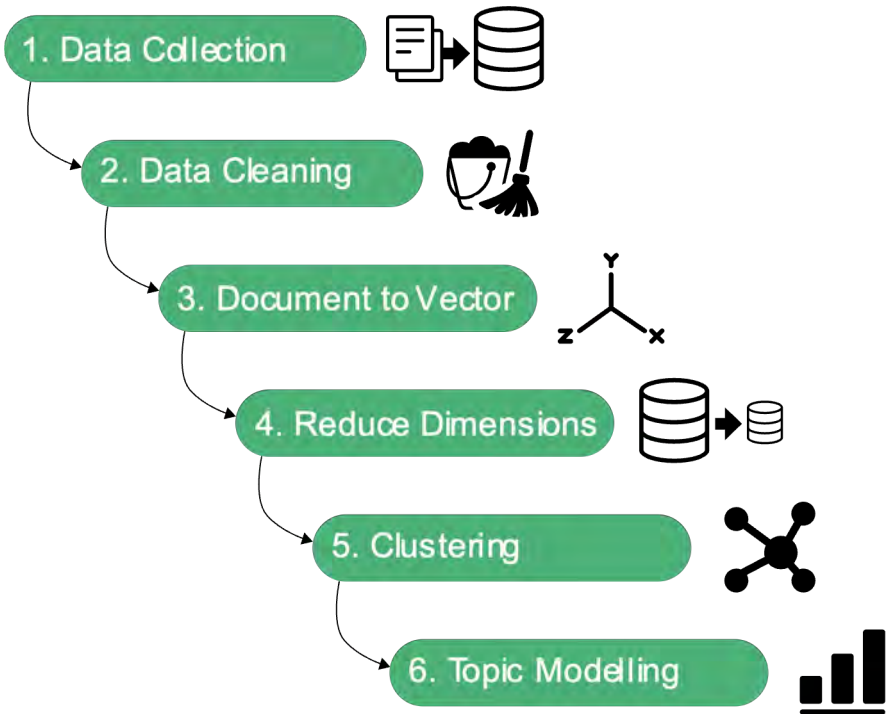 1. Data Collection
2. Data Cleaning
Y
3. Document to Vector
Z
X
4. Reduce Dimensions
5. Clustering
6. Topic Modelling